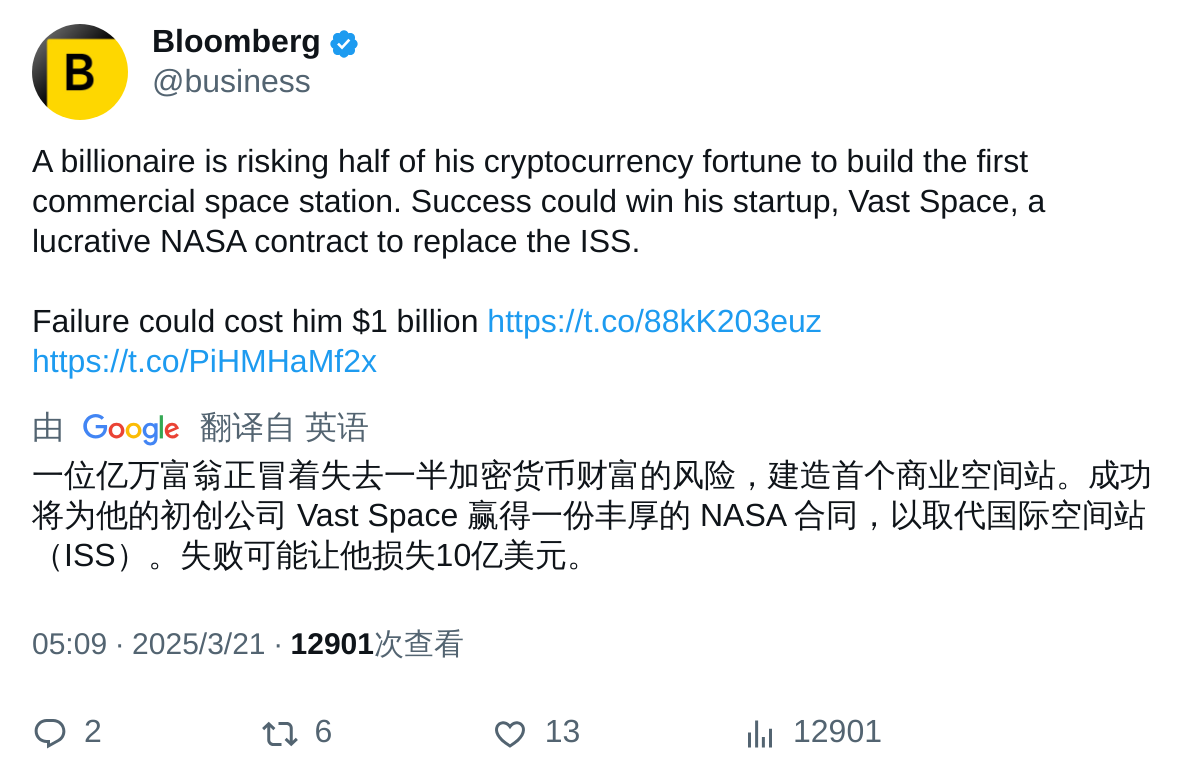 B
Bloomberg
@business
A billionaire is risking half of his cryptocurrency fortune to build the first
commercial space station. Success could win his startup, Vast Space, a
lucrative NASA contract to replace the ISS.
Failure could cost him $1 billion https://t.co/88kK203euz
https://t.co/PiHMHaMf2x
由 Google 翻译自 英语
一位亿万富翁正冒着失去一半加密货币财富的风险，建造首个商业空间站。成功
将为他的初创公司 Vast Space 赢得一份丰厚的 NASA 合同，以取代国际空间站
（ISS）。失败可能让他损失10亿美元。
05:09 · 2025/3/21 · 12901次查看
2 6 13 12901